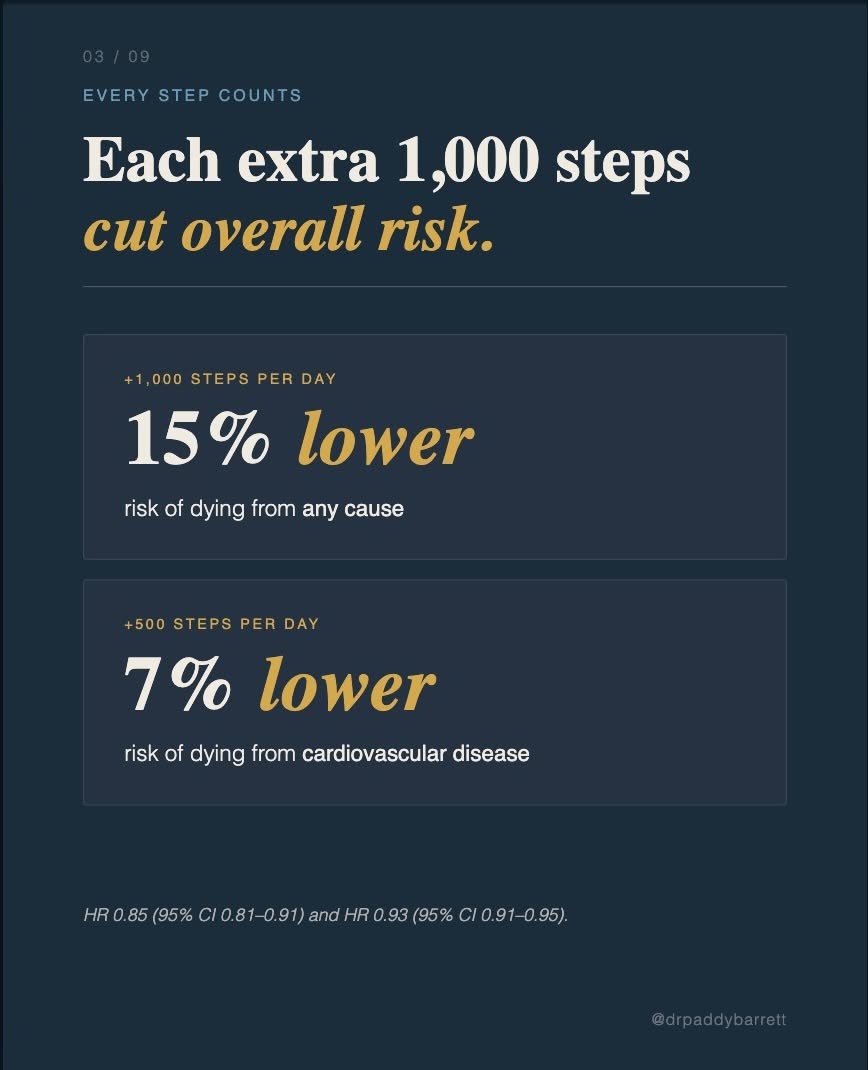 03 / 09
EVERY STEP COUNTS
Each extra 1,000 steps
cut overall risk.
+1,000 STEPS PER DAY
15% lower
risk of dying from any cause
+500 STEPS PER DAY
7% lower
risk of dying from cardiovascular disease
HR 0.85 (95% CI 0.81–0.91) and HR 0.93 (95% CI 0.91–0.95).
@drpaddybarrett